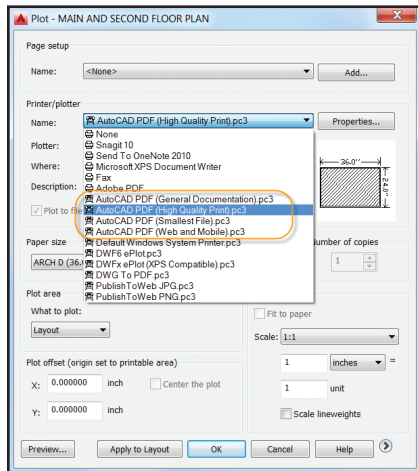 Plot - MAIN AND SECOND FLOOR PLAN
Page setup
Name: <None> Add...
Printer/plotter
Name: AutoCAD PDF (High Quality Print).pc3 Properties...
None
Plotter: Snagit 10
Send To OneNote 2010
Where: Microsoft XPS Document Writer
Fax
Description: Adobe PDF
AutoCAD PDF (General Documentation).pc3
Plot to file AutoCAD PDF (High Quality Print).pc3
AutoCAD PDF (Smallest File).pc3
AutoCAD PDF (Web and Mobile).pc3
36.0''
24.0''
Paper size Default Windows System Printer.pc3 umber of copies
DWF6 ePlot.pc3
ARCH D (36. DWFx ePlot (XPS Compatible).pc3 1
DWG To PDF.pc3
PublishToWeb JPG.pc3
Plot area PublishToWeb PNG.pc3
What to plot: Fit to paper
Layout Scale: 1:1
Plot offset (origin set to printable area) 1 inches =
X: 0.000000 inch Center the plot 1 unit
Y: 0.000000 inch Scale lineweights
Preview... Apply to Layout OK Cancel Help